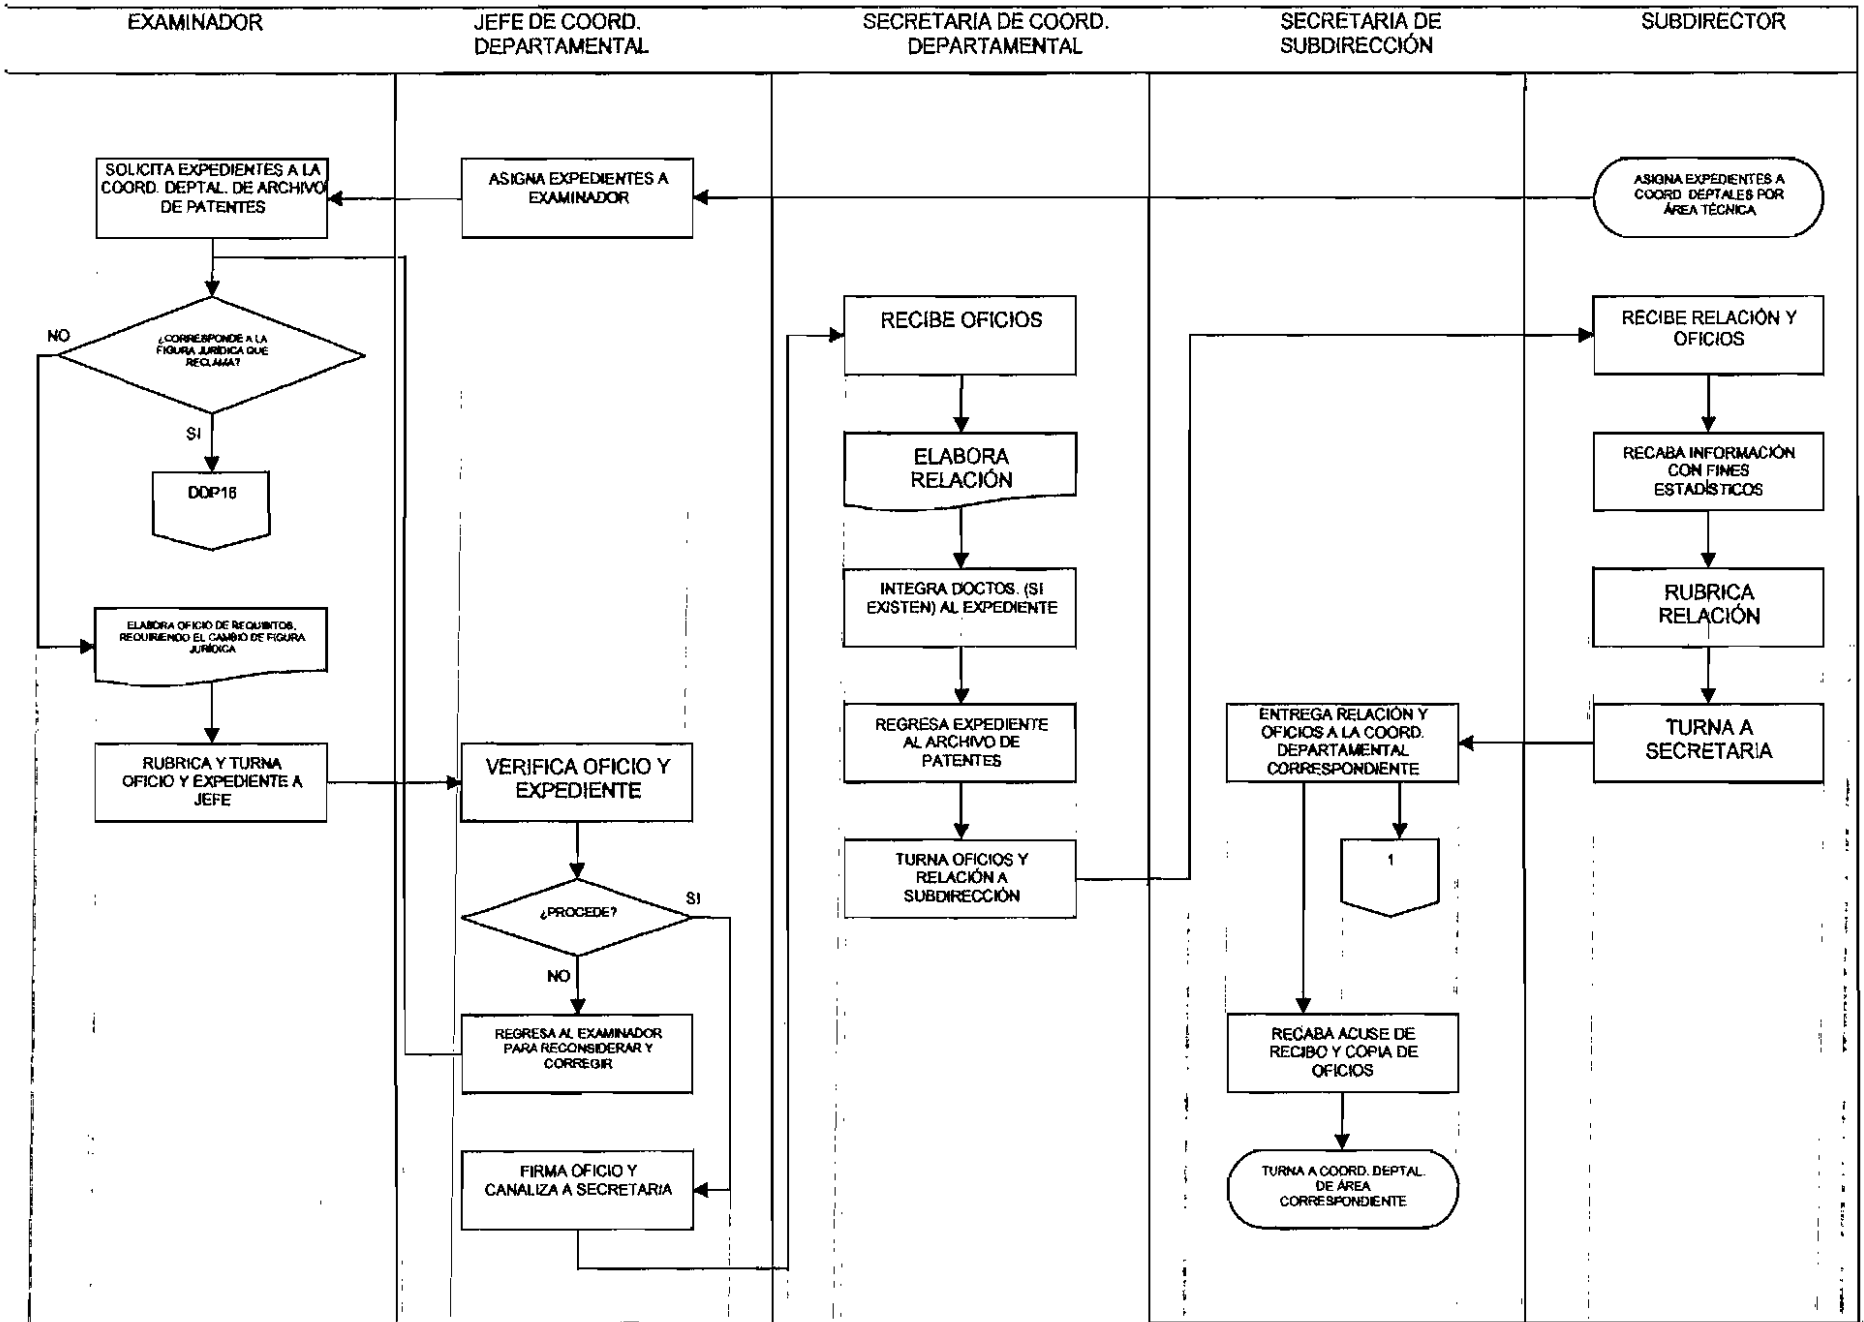 EXAMINADOR
JEFE DE COORD.
DEPARTAMENTAL
SECRETARIA DE COORD.
DEPARTAMENTAL
SECRETARIA DE
SUBDIRECCIÓN
SUBDIRECTOR
SOLICITA EXPEDIENTES A LA
COORD. DEPTAL. DE ARCHIVO
DE PATENTES
ASIGNA EXPEDIENTES A
EXAMINADOR
ASIGNA EXPEDIENTES A
COORD. DEPTALES POR
ÁREA TÉCNICA
NO
¿CORRESPONDE A LA
FIGURA JURÍDICA QUE
RECLAMA?
SI
DDP16
ELABORA OFICIO DE REQUISITOS,
REQUIRIENDO EL CAMBIO DE FIGURA
JURÍDICA
RUBRICA Y TURNA
OFICIO Y EXPEDIENTE A
JEFE
VERIFICA OFICIO Y
EXPEDIENTE
¿PROCEDE?
SI
NO
REGRESA AL EXAMINADOR
PARA RECONSIDERAR Y
CORREGIR
FIRMA OFICIO Y
CANALIZA A SECRETARIA
RECIBE OFICIOS
ELABORA
RELACIÓN
INTEGRA DOCTOS. (SI
EXISTEN) AL EXPEDIENTE
REGRESA EXPEDIENTE
AL ARCHIVO DE
PATENTES
TURNA OFICIOS Y
RELACIÓN A
SUBDIRECCIÓN
RECIBE RELACIÓN Y
OFICIOS
RECABA INFORMACIÓN
CON FINES
ESTADÍSTICOS
RUBRICA
RELACIÓN
TURNA A
SECRETARIA
ENTREGA RELACIÓN Y
OFICIOS A LA COORD.
DEPARTAMENTAL
CORRESPONDIENTE
1
RECABA ACUSE DE
RECIBO Y COPIA DE
OFICIOS
TURNA A COORD. DEPTAL.
DE ÁREA
CORRESPONDIENTE